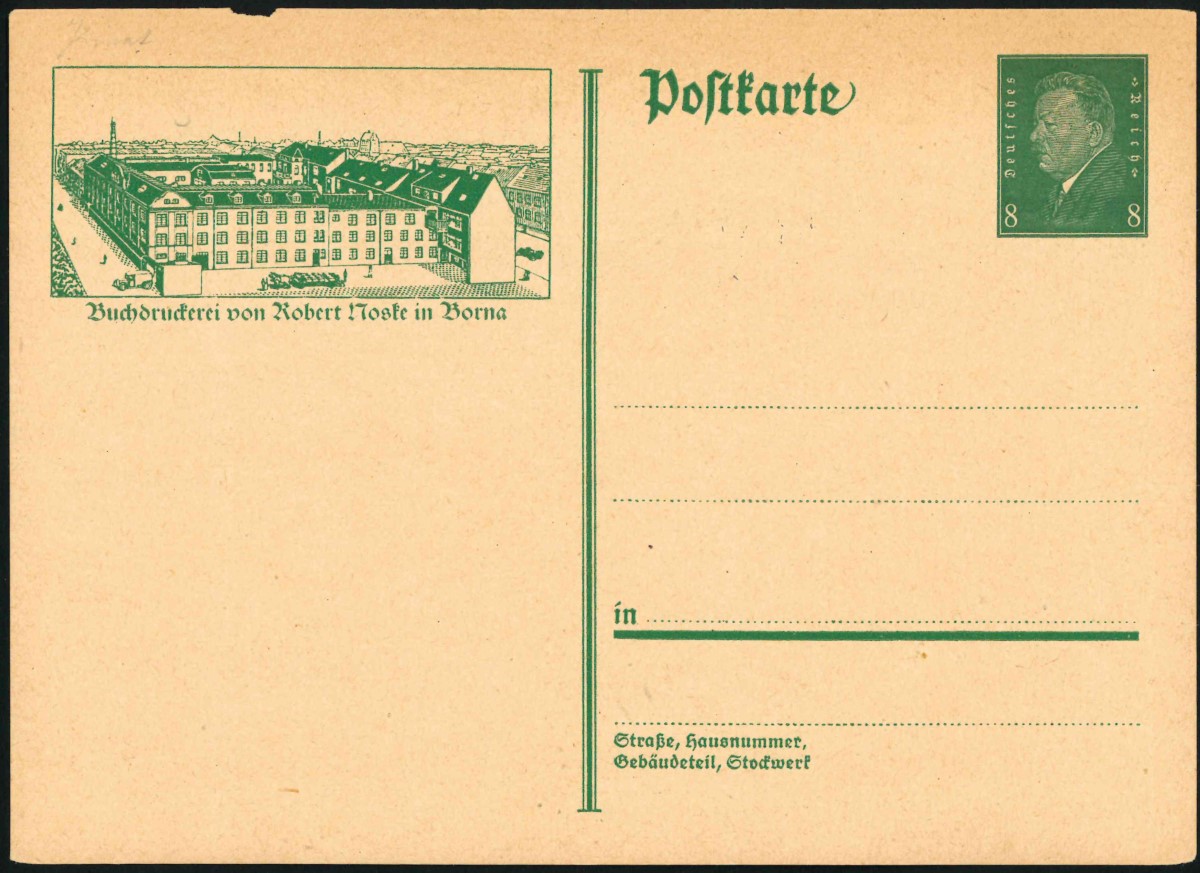 Buchdruckerei von Robert Noske in Borna
Postkarte
Deutsches
Reich
8 8
in
Straße, Hausnummer,
Gebäudeteil, Stockwerk